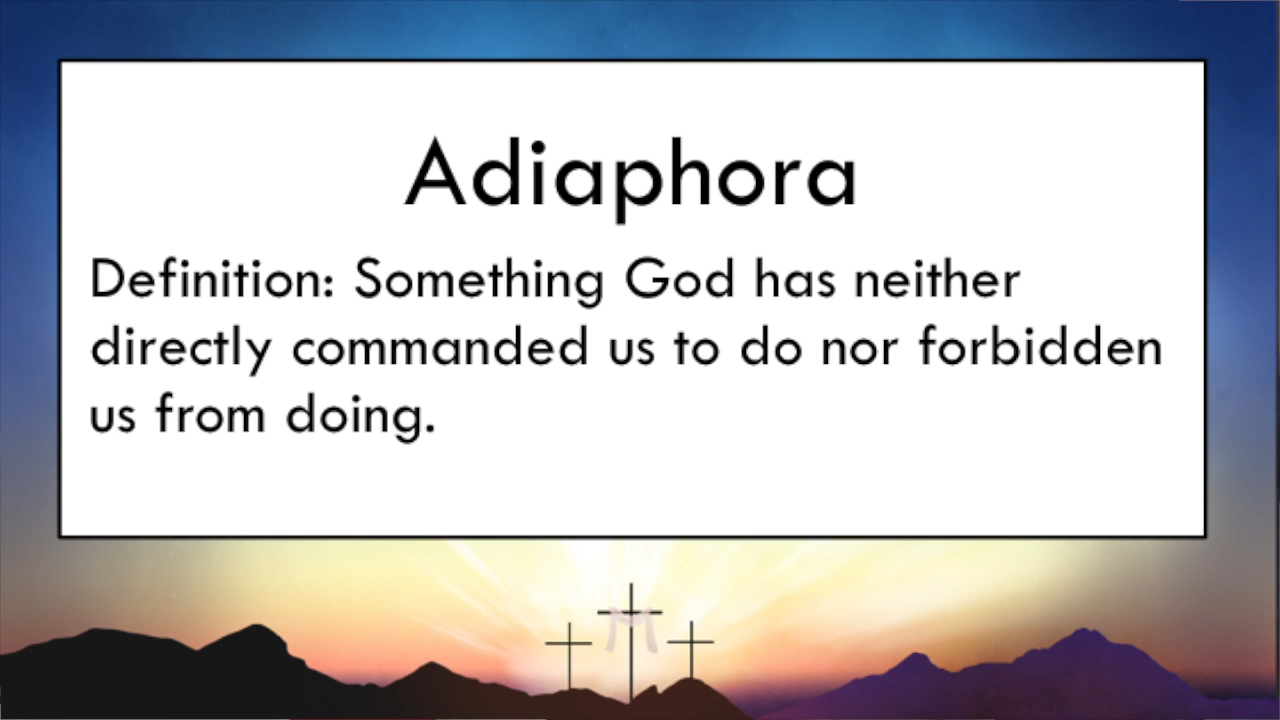 Adiaphora
Definition: Something God has neither
directly commanded us to do nor forbidden
us from doing.